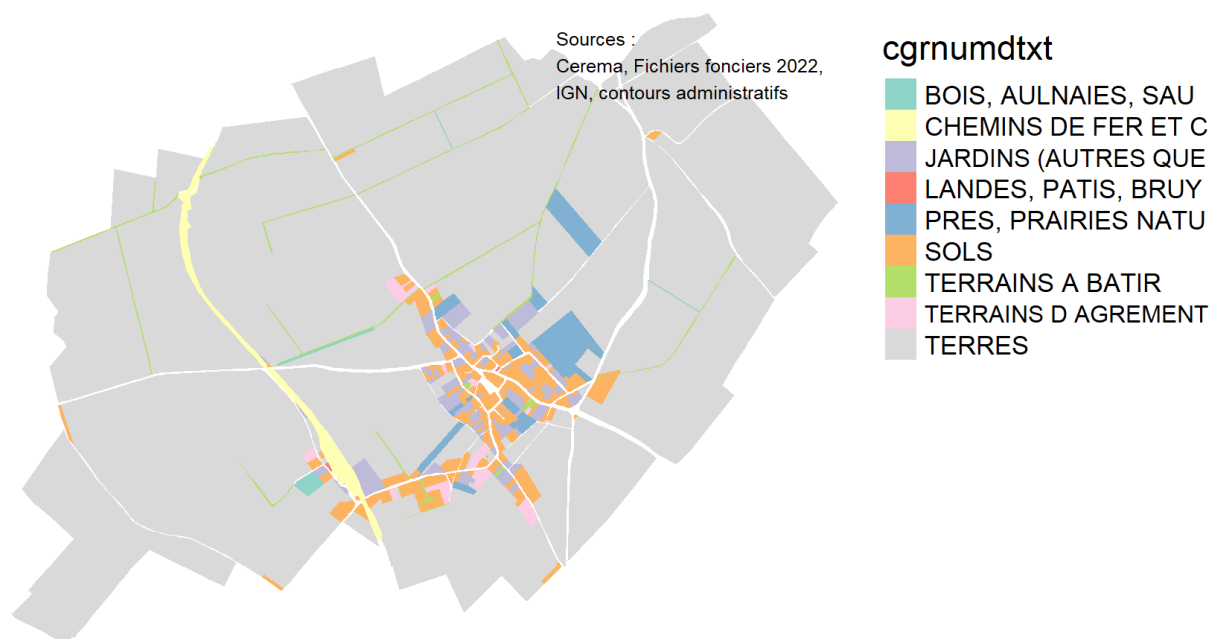 Sources :
Cerema, Fichiers fonciers 2022,
IGN, contours administratifs
cgrnumdtxt
BOIS, AULNAIES, SAU
CHEMINS DE FER ET C
JARDINS (AUTRES QUE
LANDES, PATIS, BRUY
PRES, PRAIRIES NATU
SOLS
TERRAINS A BATIR
TERRAINS D AGREMENT
TERRES